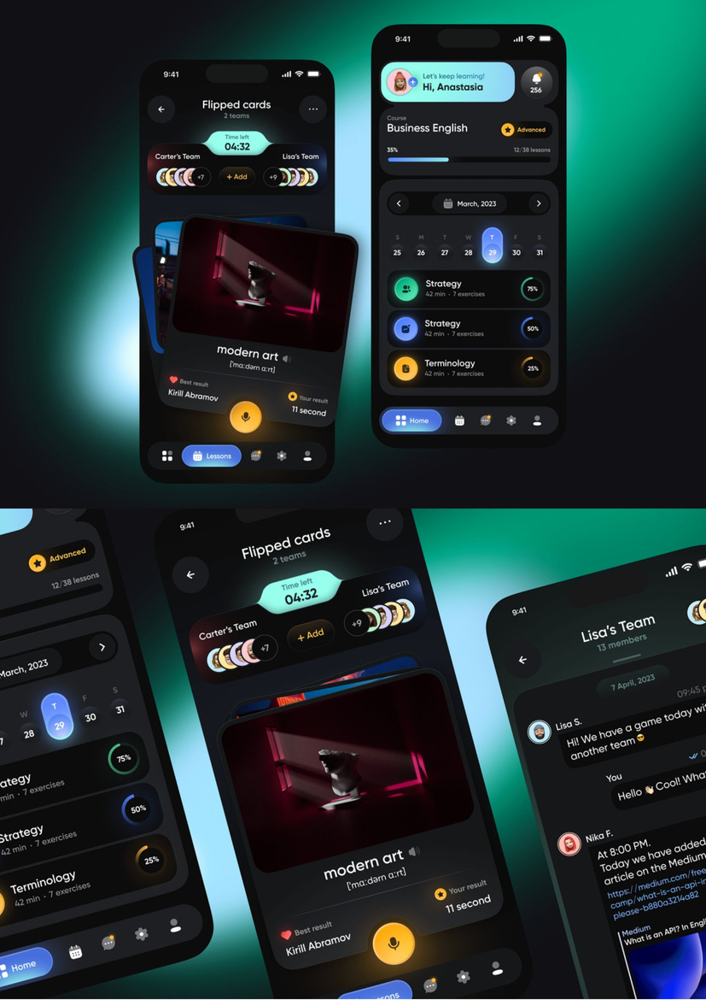 9:41
Flipped cards
2 teams
Time left
04:32
Carter's Team
Lisa's Team
+7
+ Add
+9
modern art
['mɑːdərn ɑːrt]
Best result
Kirill Abramov
Your result
11 second
Lessons
9:41
Let's keep learning!
Hi, Anastasia
256
Course
Business English
Advanced
35%
12/38 lessons
March, 2023
S M T W T F S
25 26 27 28 29 30 31
Strategy
42 min · 7 exercises
75%
Strategy
42 min · 7 exercises
50%
Terminology
42 min · 7 exercises
25%
Home
Advanced
12/38 lessons
March, 2023
W T F S
7 28 29 30 31
ategy
min · 7 exercises
75%
Strategy
42 min · 7 exercises
50%
Terminology
42 min · 7 exercises
25%
Home
9:41
Flipped cards
2 teams
Time left
04:32
Carter's Team
Lisa's Team
+7
+ Add
+9
modern art
['mɑːdərn ɑːrt]
Best result
Kirill Abramov
Your result
11 second
ssons
9:41
Lisa's Team
13 members
7 April, 2023
09:45 p
Lisa S.
Hi! We have a game today wi
another team 😎
You
Hello 👋🏻 Cool! Wha
Nika F.
At 8:00 PM.
Today we have added
article on the Medium
https://medium.com/free
camp/what-is-an-api-in
please-b880a3214a82
Medium
What is an API? In Engli